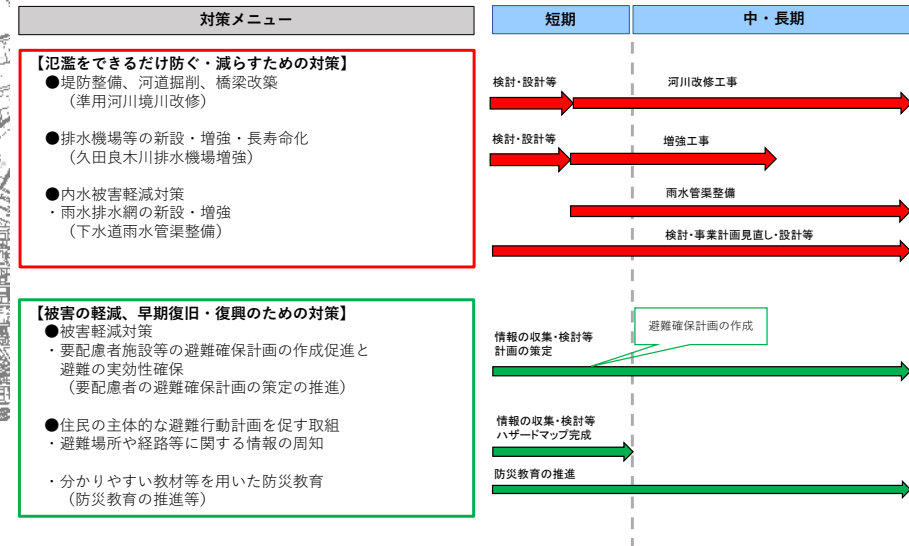 対策メニュー
短期
中・長期
【氾濫をできるだけ防ぐ・減らすための対策】
●堤防整備、河道掘削、橋梁改築
（準用河川境川改修）
●排水機場等の新設・増強・長寿命化
（久田良木川排水機場増強）
●内水被害軽減対策
・雨水排水網の新設・増強
（下水道雨水管渠整備）
検討・設計等
河川改修工事
検討・設計等
増強工事
雨水管渠整備
検討・事業計画見直し・設計等
【被害の軽減、早期復旧・復興のための対策】
●被害軽減対策
・要配慮者施設等の避難確保計画の作成促進と
避難の実効性確保
（要配慮者の避難確保計画の策定の推進）
●住民の主体的な避難行動計画を促す取組
・避難場所や経路等に関する情報の周知
・分かりやすい教材等を用いた防災教育
（防災教育の推進等）
避難確保計画の作成
情報の収集・検討等
計画の策定
情報の収集・検討等
ハザードマップ完成
防災教育の推進